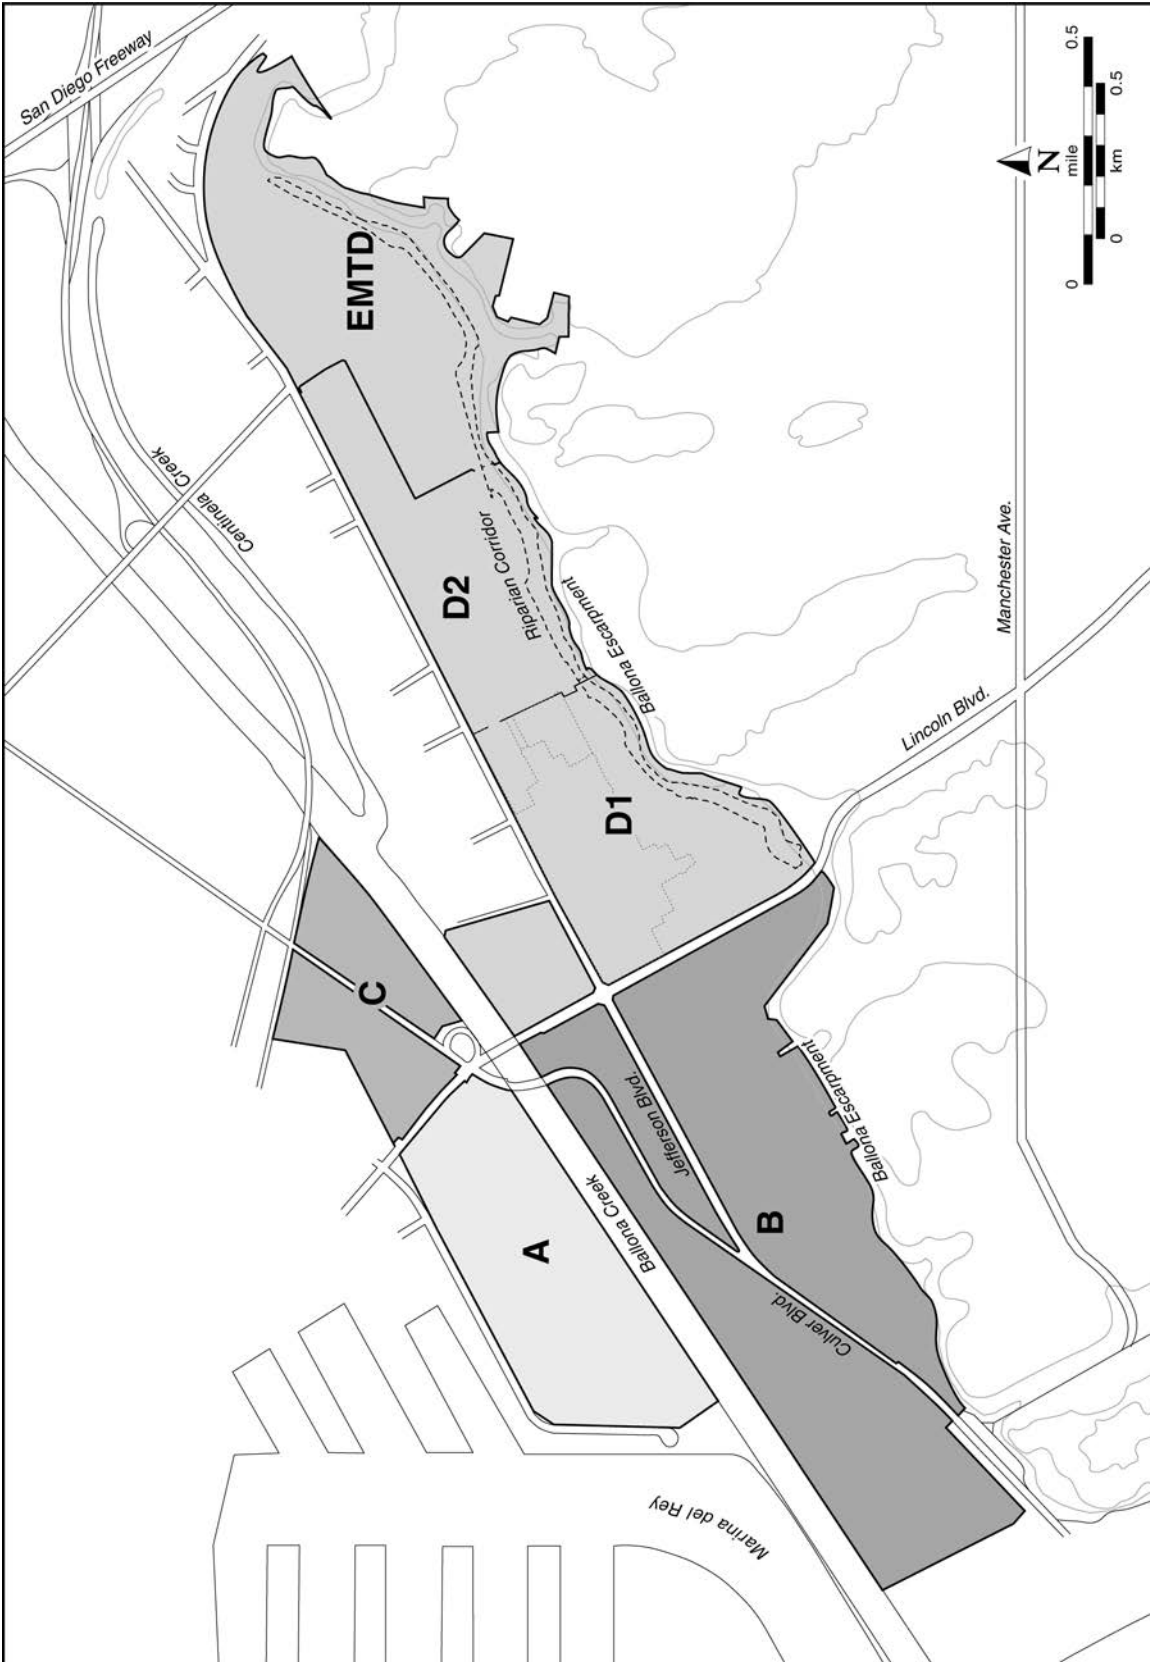 San Diego Freeway
EMTD
Centinela Creek
D2
Riparian Corridor
Ballona Escarpment
D1
C
Lincoln Blvd.
Manchester Ave.
Jefferson Blvd.
Ballona Escarpment
A
Ballona Creek
B
Culver Blvd.
Marina del Rey
N
0 mile 0.5
0 km 0.5